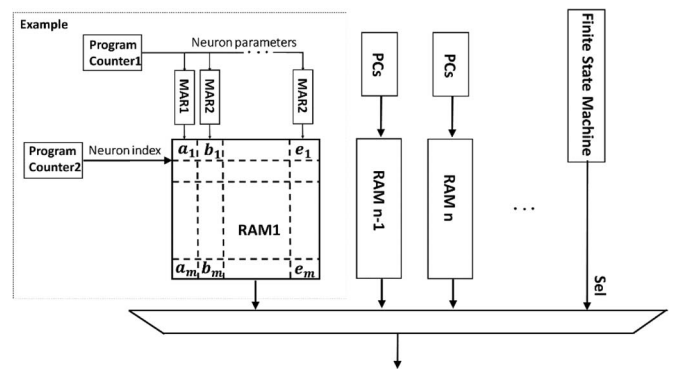 Example
Program
Counter1
Neuron parameters
...
MAR1
MAR2
MAR2
Program
Counter2
Neuron index
a₁ b₁ e₁
RAM1
aₘ bₘ eₘ
PCs
RAM n-1
PCs
RAM n
...
Finite State Machine
Sel